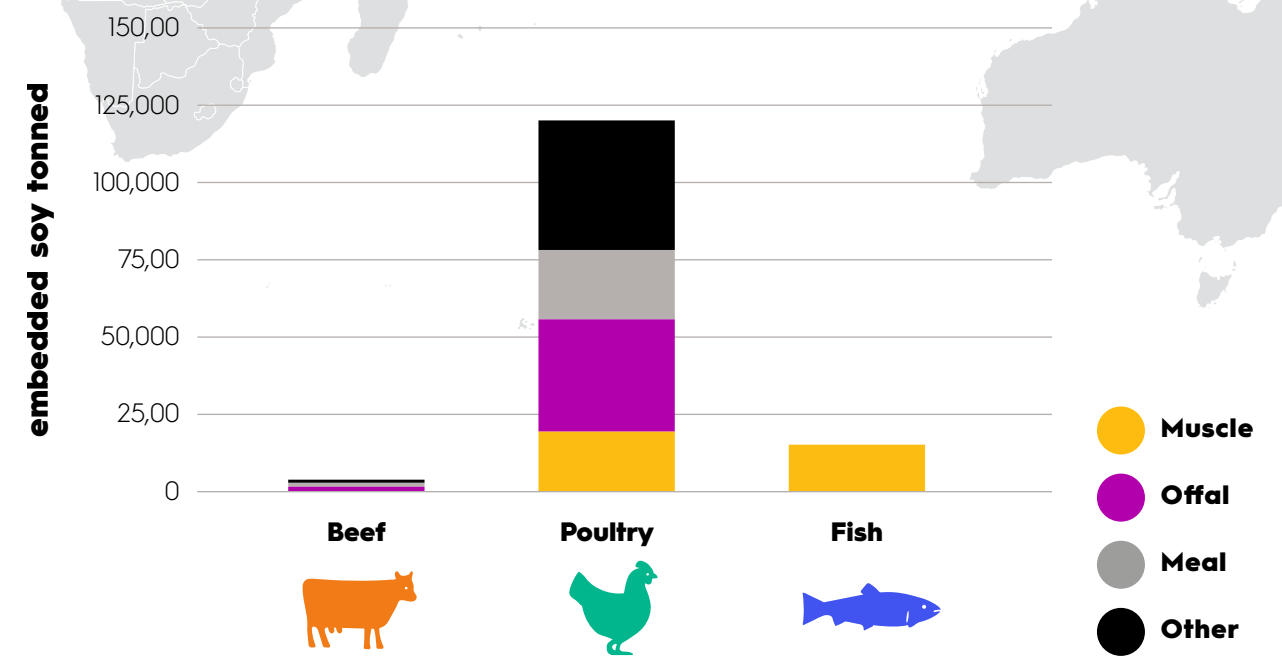 embedded soy tonned
150,00
125,000
100,000
75,00
50,000
25,00
0
Beef
Poultry
Fish
Muscle
Offal
Meal
Other